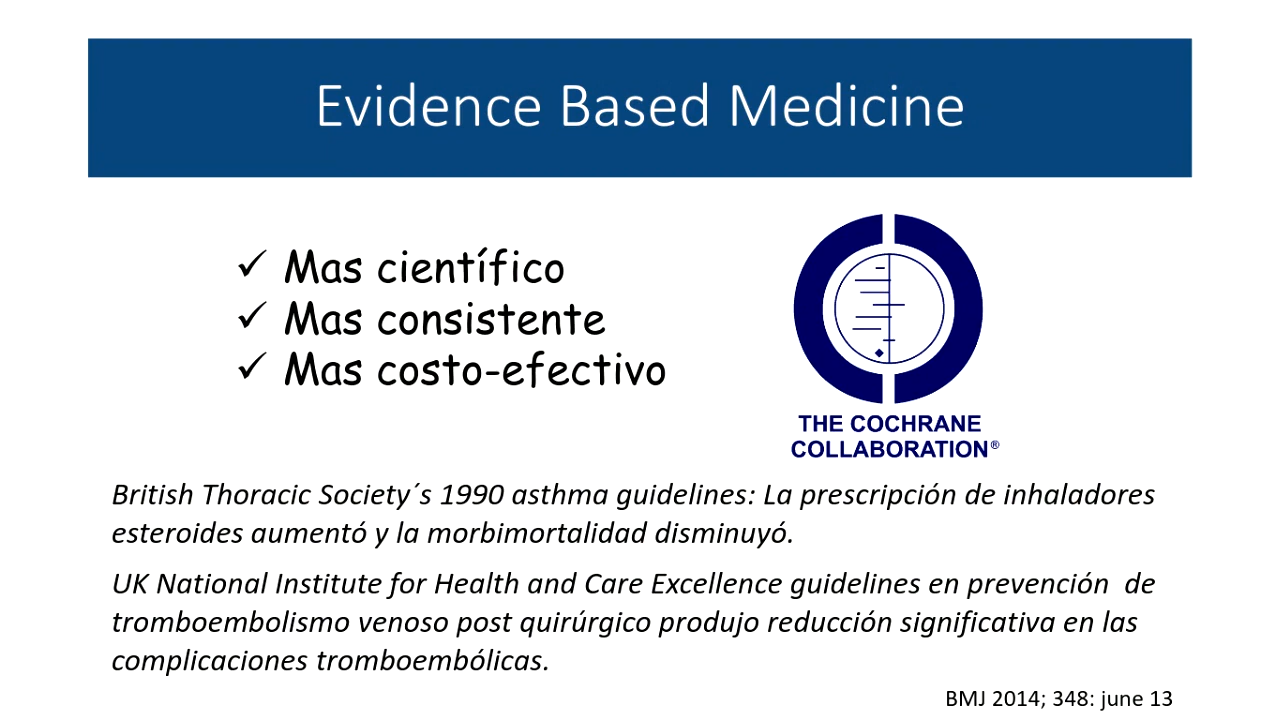 Evidence Based Medicine
✓ Mas científico
✓ Mas consistente
✓ Mas costo-efectivo
THE COCHRANE
COLLABORATION®
British Thoracic Society´s 1990 asthma guidelines: La prescripción de inhaladores
esteroides aumentó y la morbimortalidad disminuyó.
UK National Institute for Health and Care Excellence guidelines en prevención  de
tromboembolismo venoso post quirúrgico produjo reducción significativa en las
complicaciones tromboembólicas.
BMJ 2014; 348: june 13